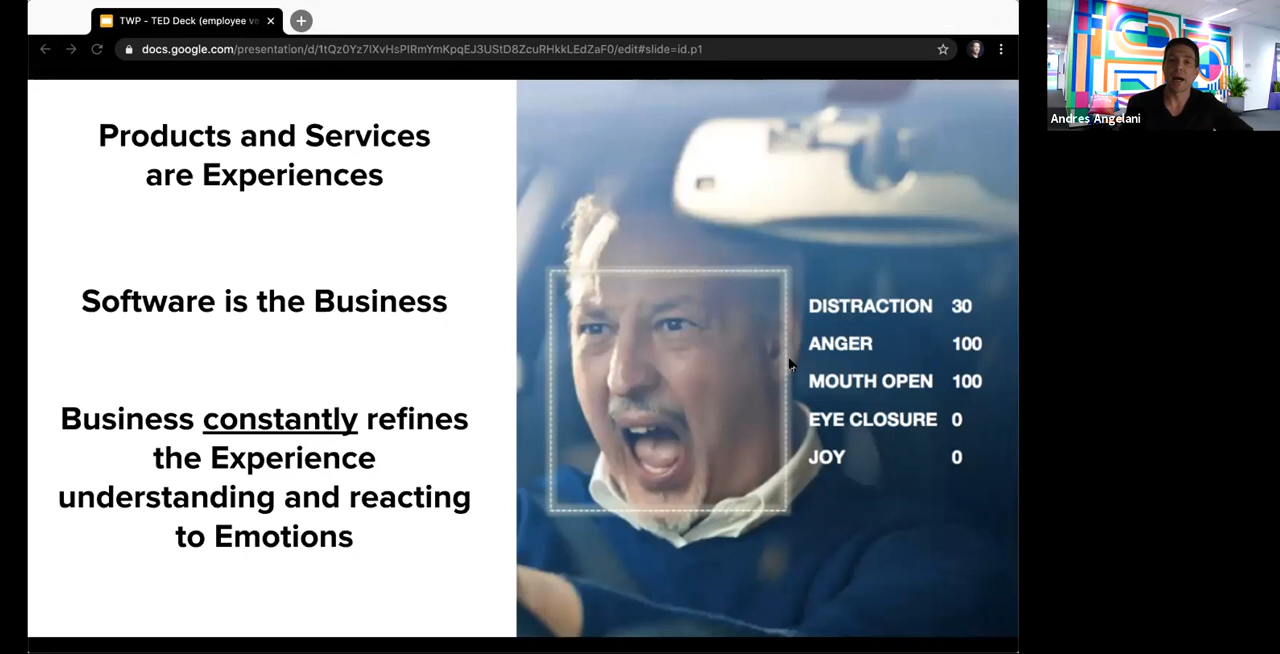 TWP - TED Deck (employee ve
docs.google.com/presentation/d/1tQz0Yz7lXvHsPlRmYmKpqEJ3UStD8ZcuRHkkLEdZaF0/edit#slide=id.p1
Andres Angelani
Products and Services
are Experiences
Software is the Business
Business constantly refines
the Experience
understanding and reacting
to Emotions
DISTRACTION 30
ANGER 100
MOUTH OPEN 100
EYE CLOSURE 0
JOY 0